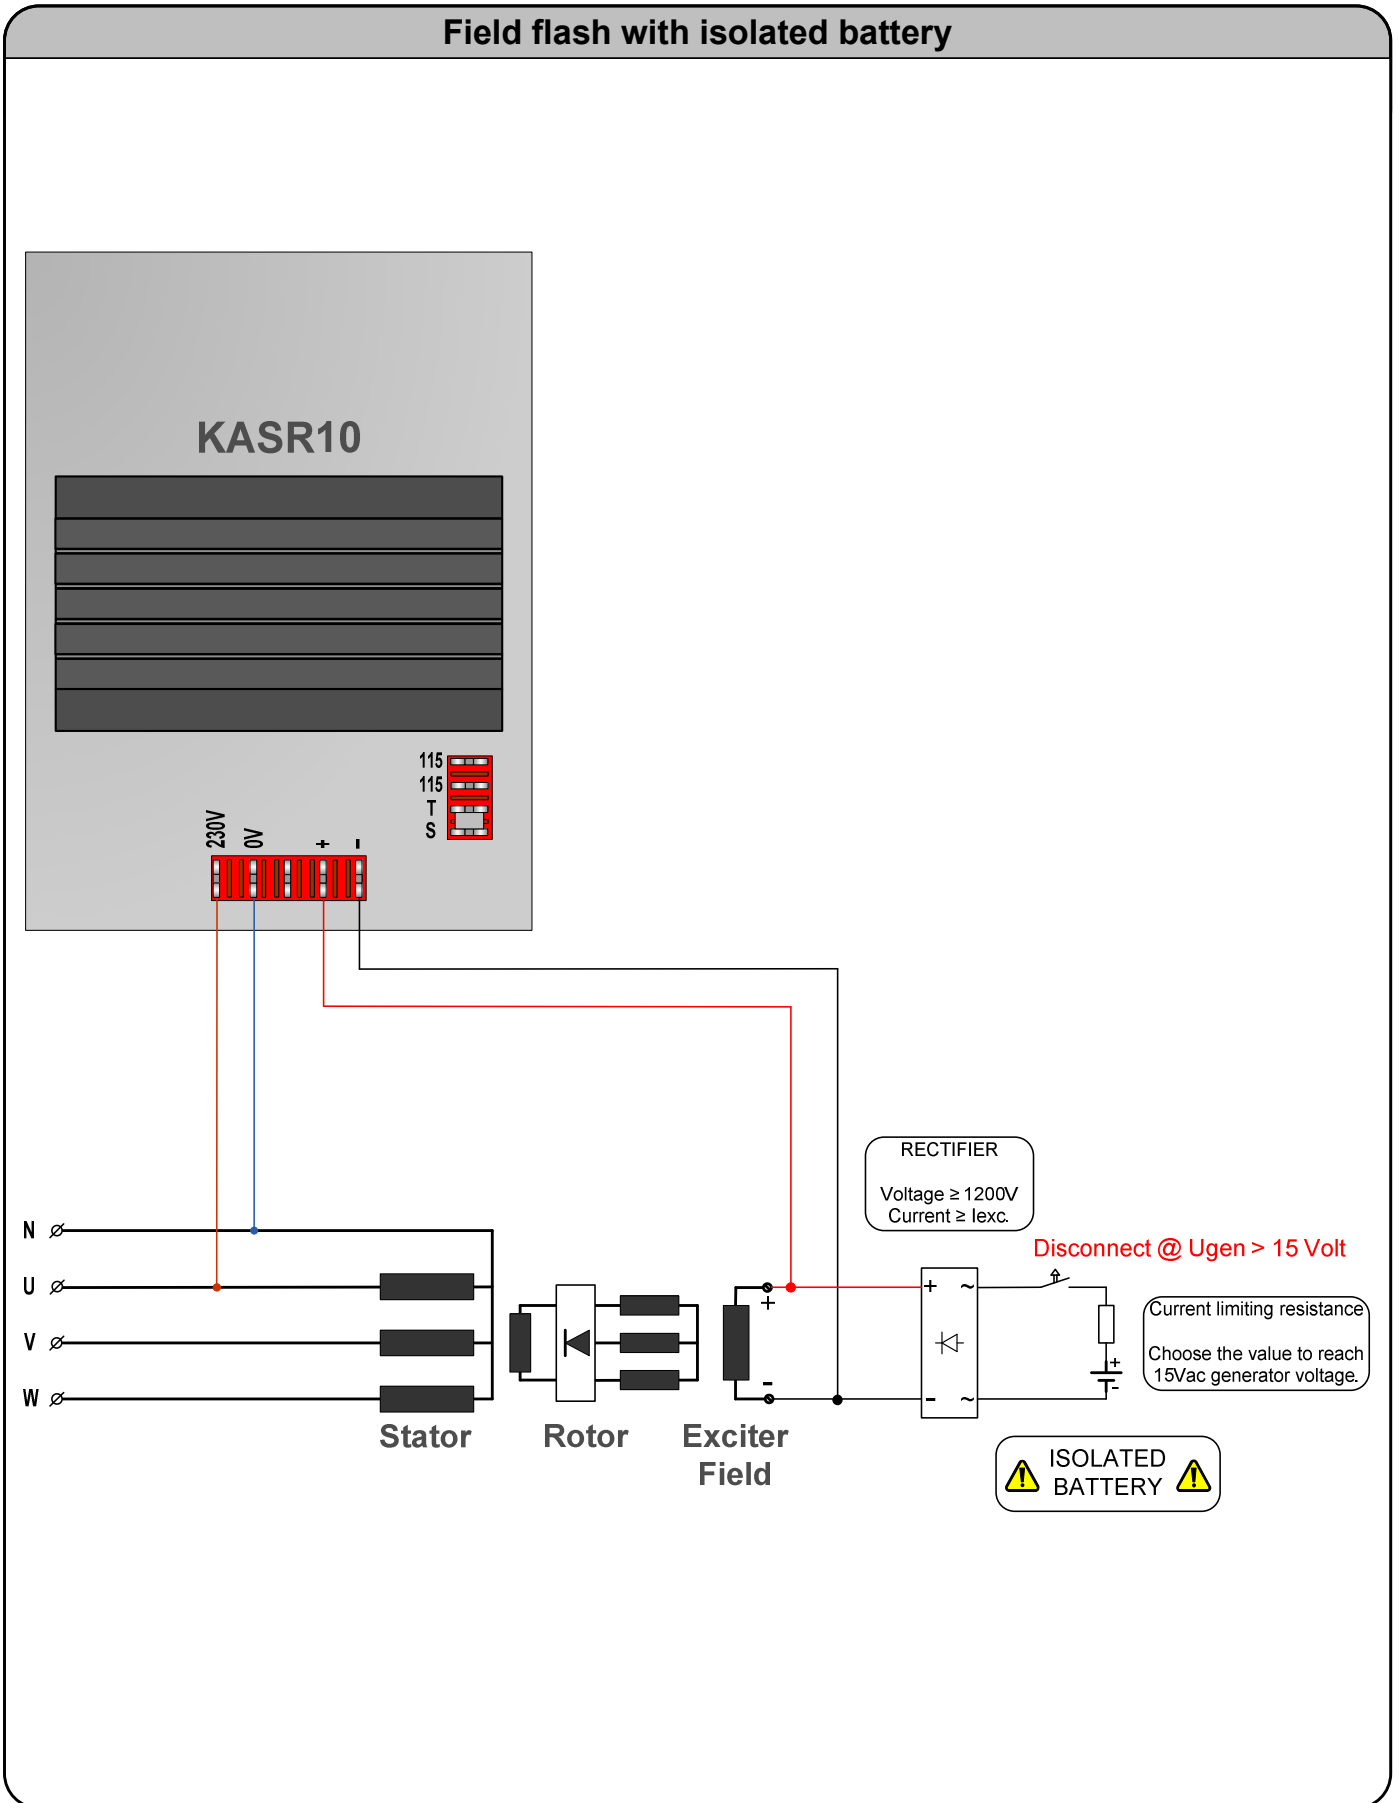 Field flash with isolated battery
KASR10
115
115
T
S
230V
0V
+
-
RECTIFIER
Voltage ≥ 1200V
Current ≥ Iexc.
Disconnect @ Ugen > 15 Volt
N
U
V
W
+
-
+
~
-
~
+
-
Current limiting resistance
Choose the value to reach
15Vac generator voltage.
Stator
Rotor
Exciter
Field
ISOLATED
BATTERY